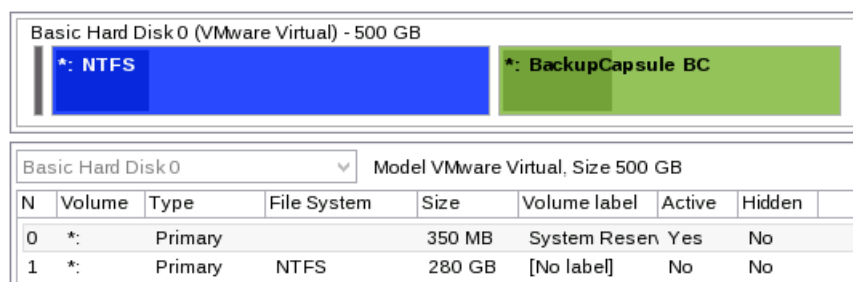 Basic Hard Disk 0 (VMware Virtual) - 500 GB
*: NTFS *: BackupCapsule BC
Basic Hard Disk 0 Model VMware Virtual, Size 500 GB
N Volume Type File System Size Volume label Active Hidden
0 *: Primary 350 MB System Reserv Yes No
1 *: Primary NTFS 280 GB [No label] No No